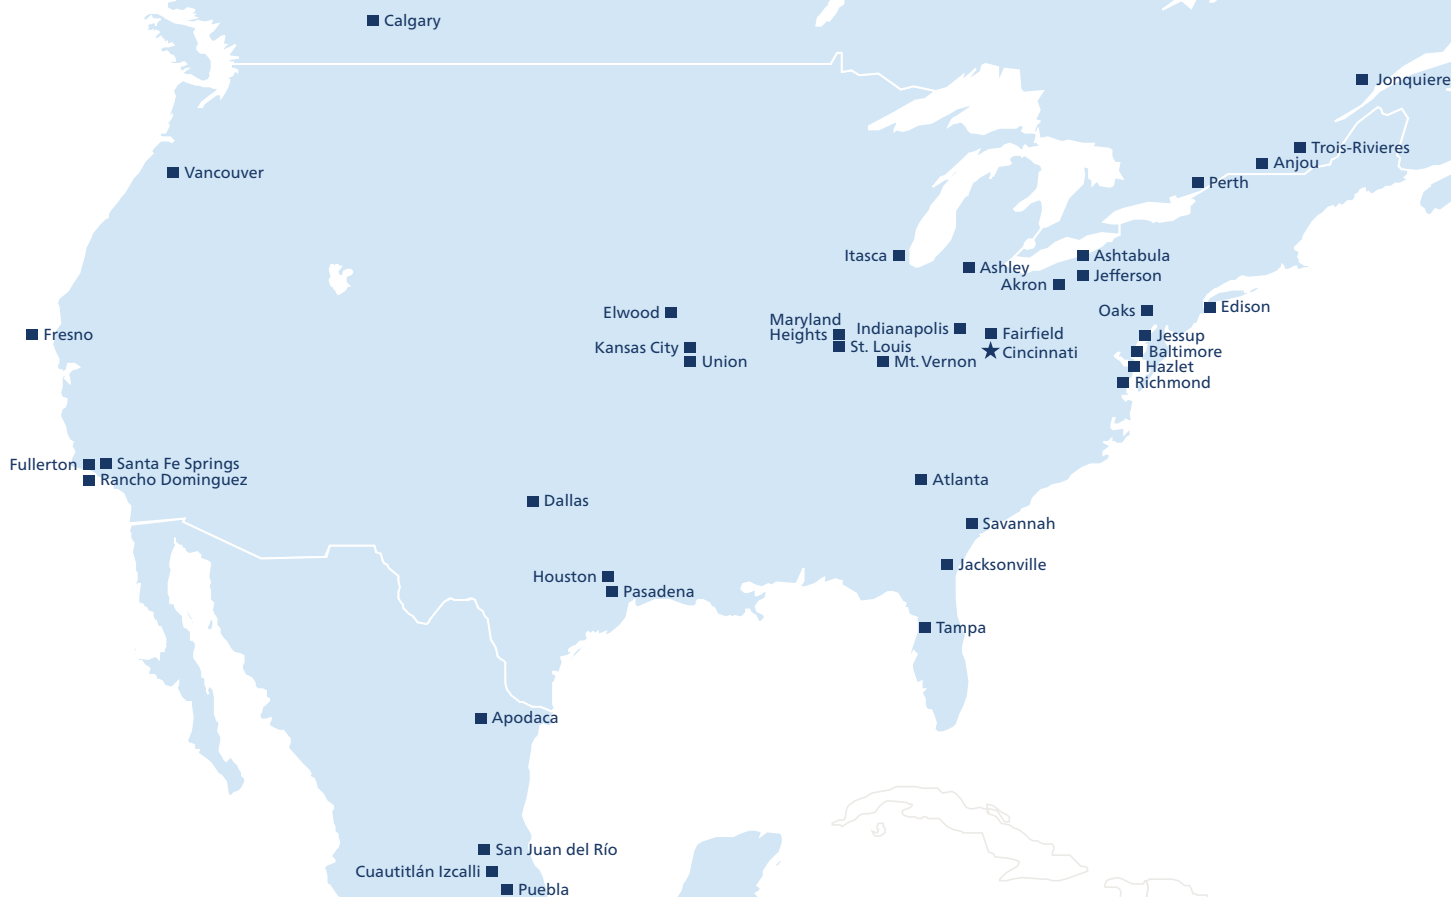 Calgary
Jonquiere
Trois-Rivieres
Anjou
Vancouver
Perth
Itasca
Ashtabula
Ashley
Jefferson
Akron
Elwood
Oaks
Edison
Maryland
Heights
Indianapolis
Fresno
Fairfield
Jessup
Kansas City
St. Louis
Cincinnati
Baltimore
Union
Mt. Vernon
Hazlet
Richmond
Fullerton
Santa Fe Springs
Rancho Dominguez
Atlanta
Dallas
Savannah
Jacksonville
Houston
Pasadena
Tampa
Apodaca
San Juan del Río
Cuautitlán Izcalli
Puebla